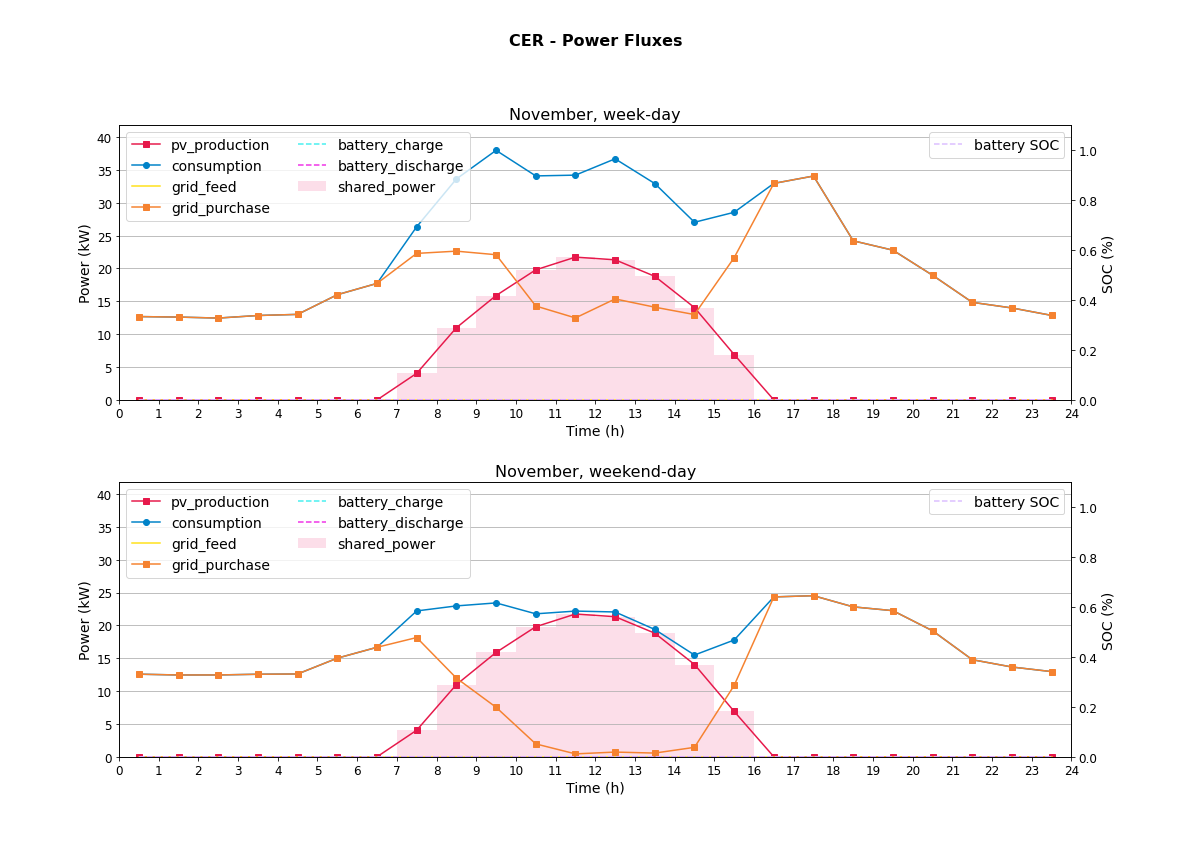 CER - Power Fluxes
November, week-day
pv_production
consumption
grid_feed
grid_purchase
battery_charge
battery_discharge
shared_power
battery SOC
Power (kW)
40
35
30
25
20
15
10
5
0
1.0
0.8
0.6
0.4
0.2
0.0
SOC (%)
0 1 2 3 4 5 6 7 8 9 10 11 12 13 14 15 16 17 18 19 20 21 22 23 24
Time (h)
November, weekend-day
pv_production
consumption
grid_feed
grid_purchase
battery_charge
battery_discharge
shared_power
battery SOC
Power (kW)
40
35
30
25
20
15
10
5
0
1.0
0.8
0.6
0.4
0.2
0.0
SOC (%)
0 1 2 3 4 5 6 7 8 9 10 11 12 13 14 15 16 17 18 19 20 21 22 23 24
Time (h)